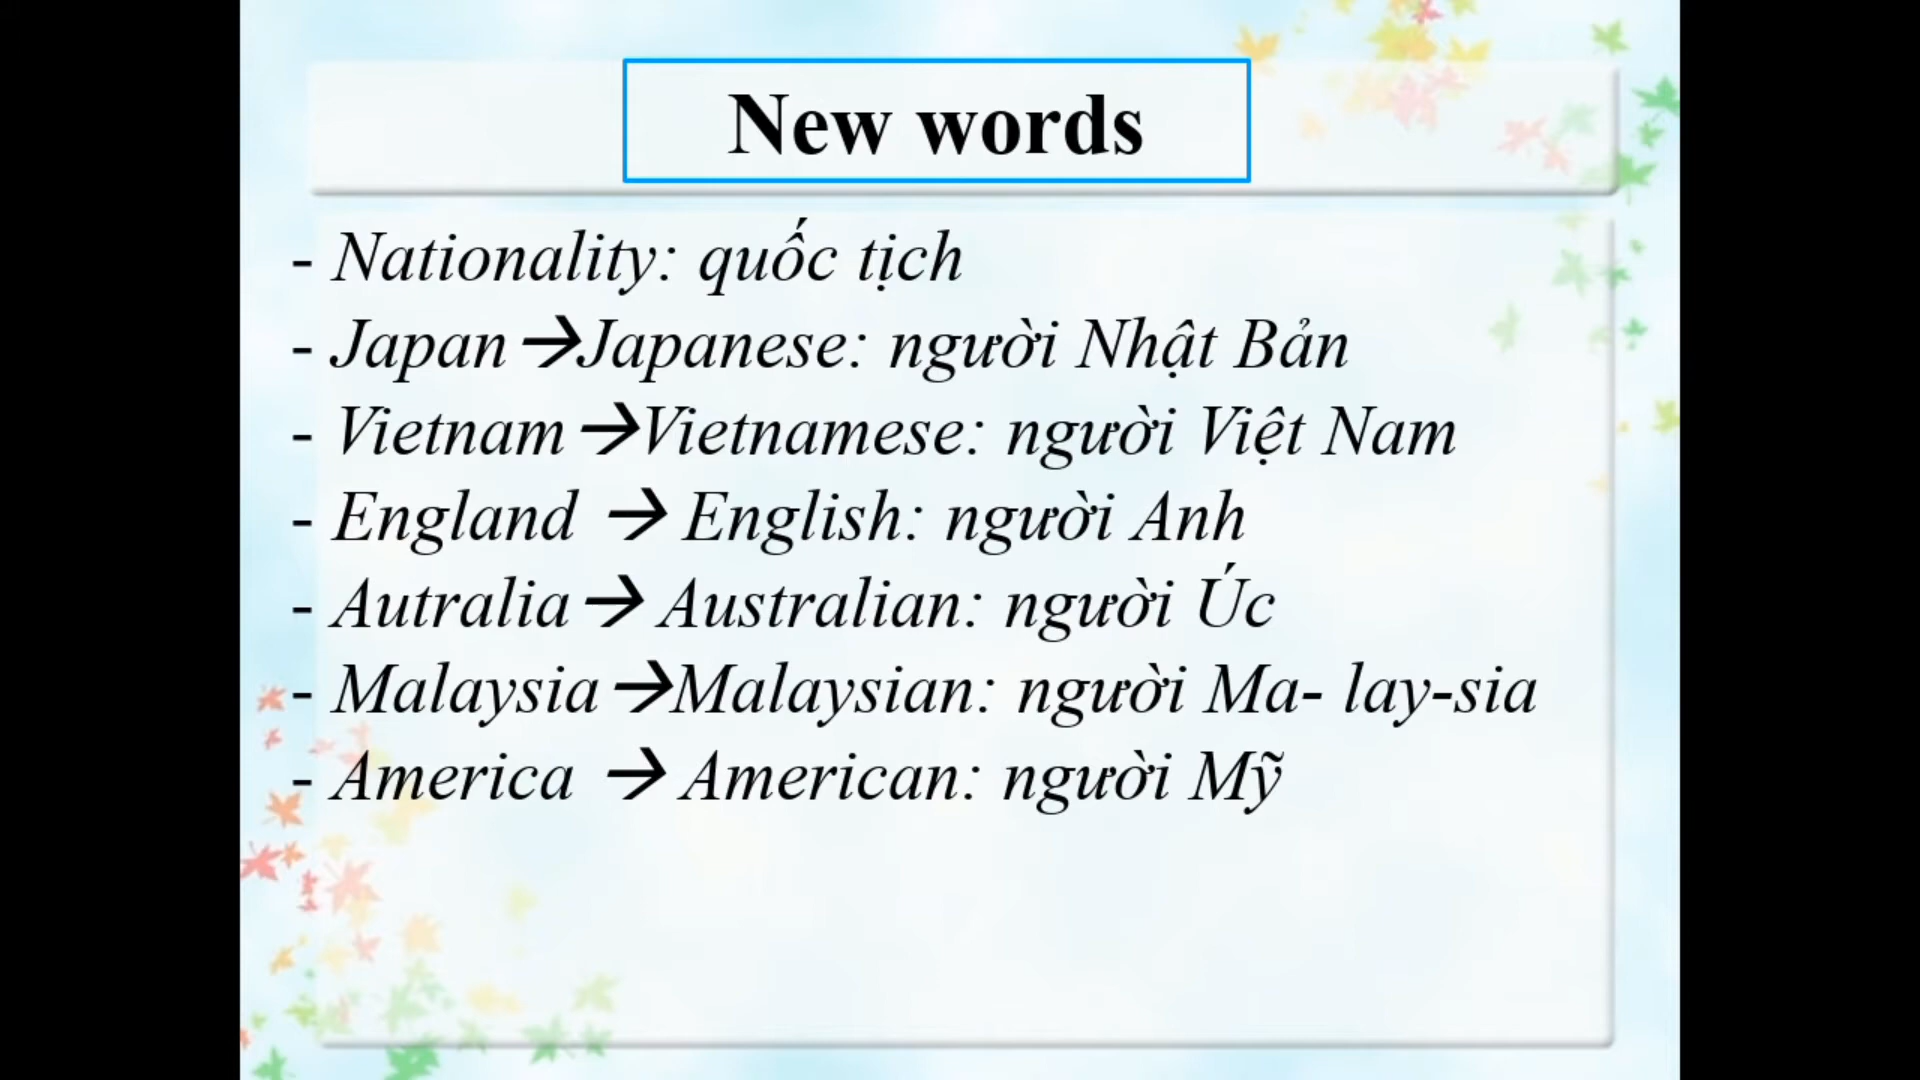 New words
- Nationality: quốc tịch
- Japan→Japanese: người Nhật Bản
- Vietnam→Vietnamese: người Việt Nam
- England → English: người Anh
- Autralia→ Australian: người Úc
- Malaysia→Malaysian: người Ma- lay-sia
- America → American: người Mỹ